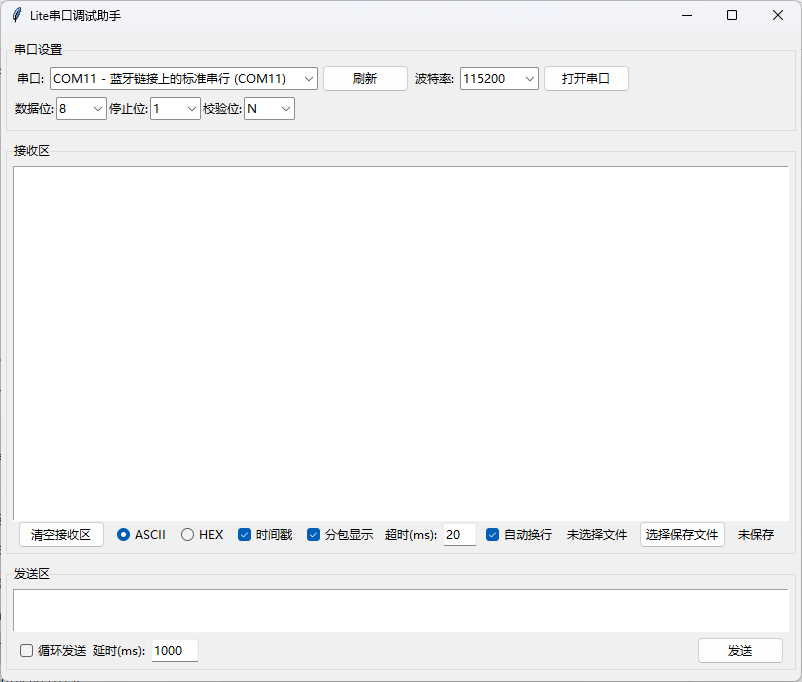 Lite串口调试助手
串口设置
串口: COM11 - 蓝牙链接上的标准串行 (COM11) 刷新 波特率: 115200 打开串口
数据位: 8 停止位: 1 校验位: N
接收区
清空接收区 ASCII HEX 时间戳 分包显示 超时(ms): 20 自动换行 未选择文件 选择保存文件 未保存
发送区
循环发送 延时(ms): 1000 发送